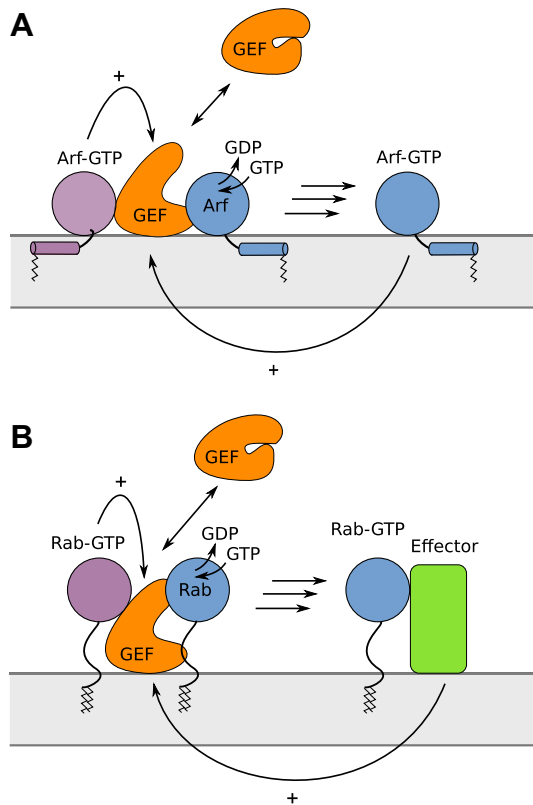 A
GEF
+
Arf-GTP
GDP
GTP
Arf-GTP
GEF
Arf
+
B
GEF
+
Rab-GTP
GDP
GTP
Rab-GTP
Effector
Rab
GEF
+